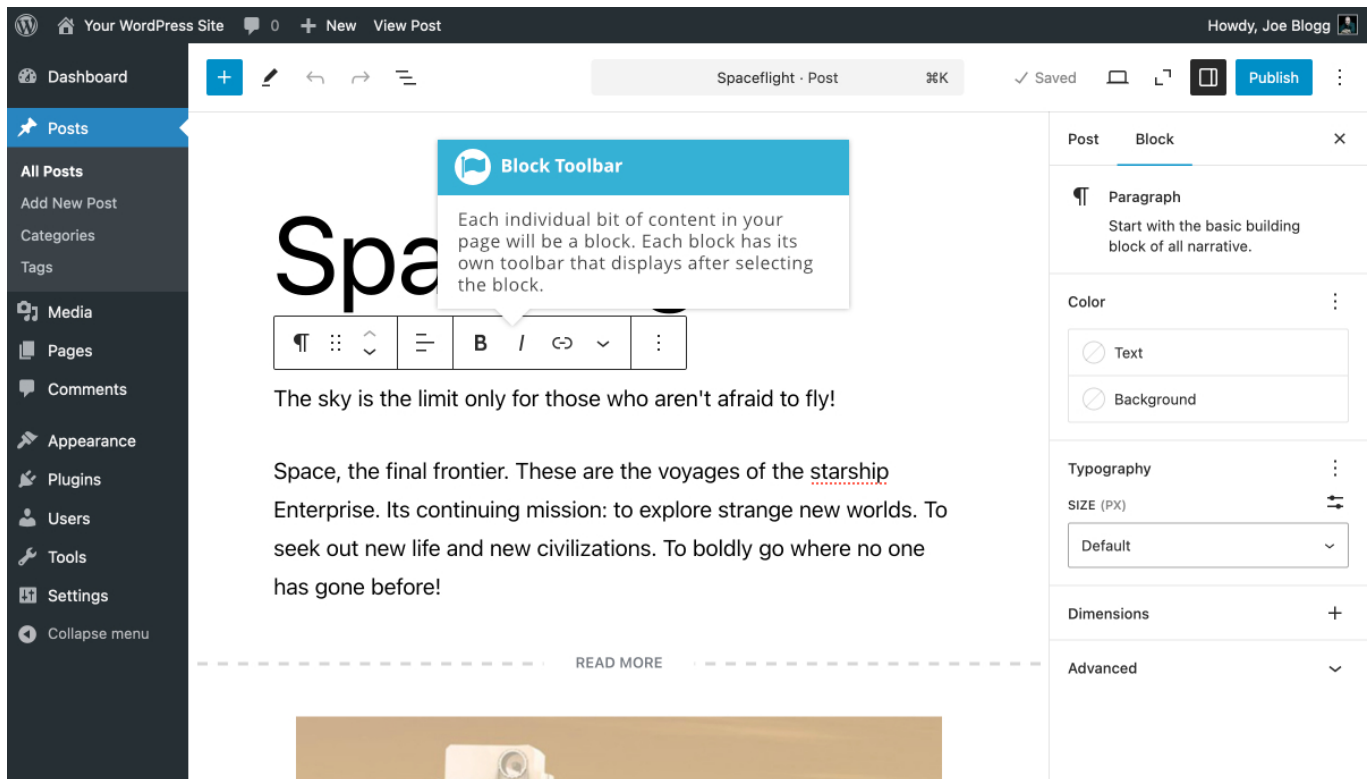 Your WordPress Site 0 New View Post Howdy, Joe Blogg
Dashboard
Posts
All Posts
Add New Post
Categories
Tags
Media
Pages
Comments
Appearance
Plugins
Users
Tools
Settings
Collapse menu
Spaceflight · Post ⌘K Saved Publish
Block Toolbar
Each individual bit of content in your
page will be a block. Each block has its
own toolbar that displays after selecting
the block.
B I
The sky is the limit only for those who aren't afraid to fly!
Space, the final frontier. These are the voyages of the starship
Enterprise. Its continuing mission: to explore strange new worlds. To
seek out new life and new civilizations. To boldly go where no one
has gone before!
READ MORE
Post Block
Paragraph
Start with the basic building
block of all narrative.
Color
Text
Background
Typography
SIZE (PX)
Default
Dimensions
Advanced